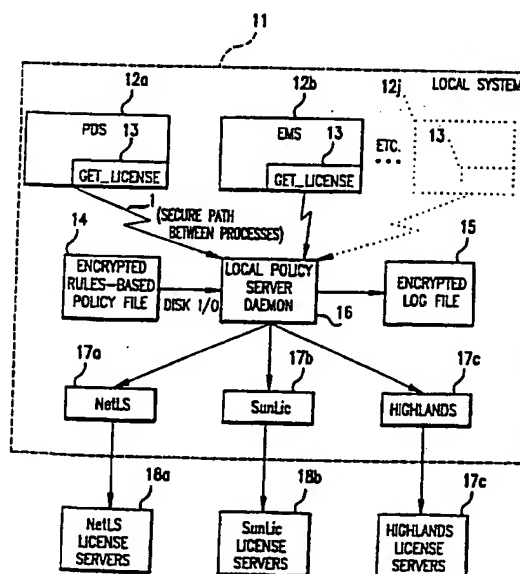 11
12a
12b
12j
LOCAL SYSTEM
PDS
13
GET_LICENSE
EMS
13
GET_LICENSE
ETC.
13
1
(SECURE PATH
BETWEEN PROCESSES)
14
15
ENCRYPTED
RULES-BASED
POLICY FILE
DISK I/O
LOCAL POLICY
SERVER
DAEMON
16
ENCRYPTED
LOG FILE
17a
17b
17c
NetLS
SunLic
HIGHLANDS
18a
18b
17c
NetLS
LICENSE
SERVERS
SunLic
LICENSE
SERVERS
HIGHLANDS
LICENSE
SERVERS